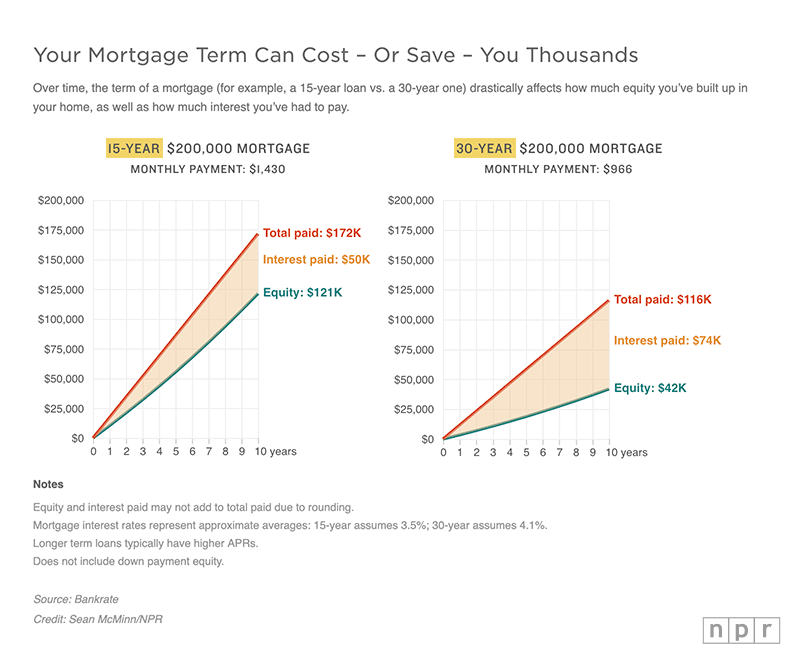 Your Mortgage Term Can Cost – Or Save – You Thousands
Over time, the term of a mortgage (for example, a 15-year loan vs. a 30-year one) drastically affects how much equity you've built up in
your home, as well as how much interest you've had to pay.
15-YEAR $200,000 MORTGAGE
MONTHLY PAYMENT: $1,430
$200,000
$175,000
$150,000
$125,000
$100,000
$75,000
$50,000
$25,000
$0
0 1 2 3 4 5 6 7 8 9 10 years
Total paid: $172K
Interest paid: $50K
Equity: $121K
30-YEAR $200,000 MORTGAGE
MONTHLY PAYMENT: $966
$200,000
$175,000
$150,000
$125,000
$100,000
$75,000
$50,000
$25,000
$0
0 1 2 3 4 5 6 7 8 9 10 years
Total paid: $116K
Interest paid: $74K
Equity: $42K
Notes
Equity and interest paid may not add to total paid due to rounding.
Mortgage interest rates represent approximate averages: 15-year assumes 3.5%; 30-year assumes 4.1%.
Longer term loans typically have higher APRs.
Does not include down payment equity.
Source: Bankrate
Credit: Sean McMinn/NPR
npr